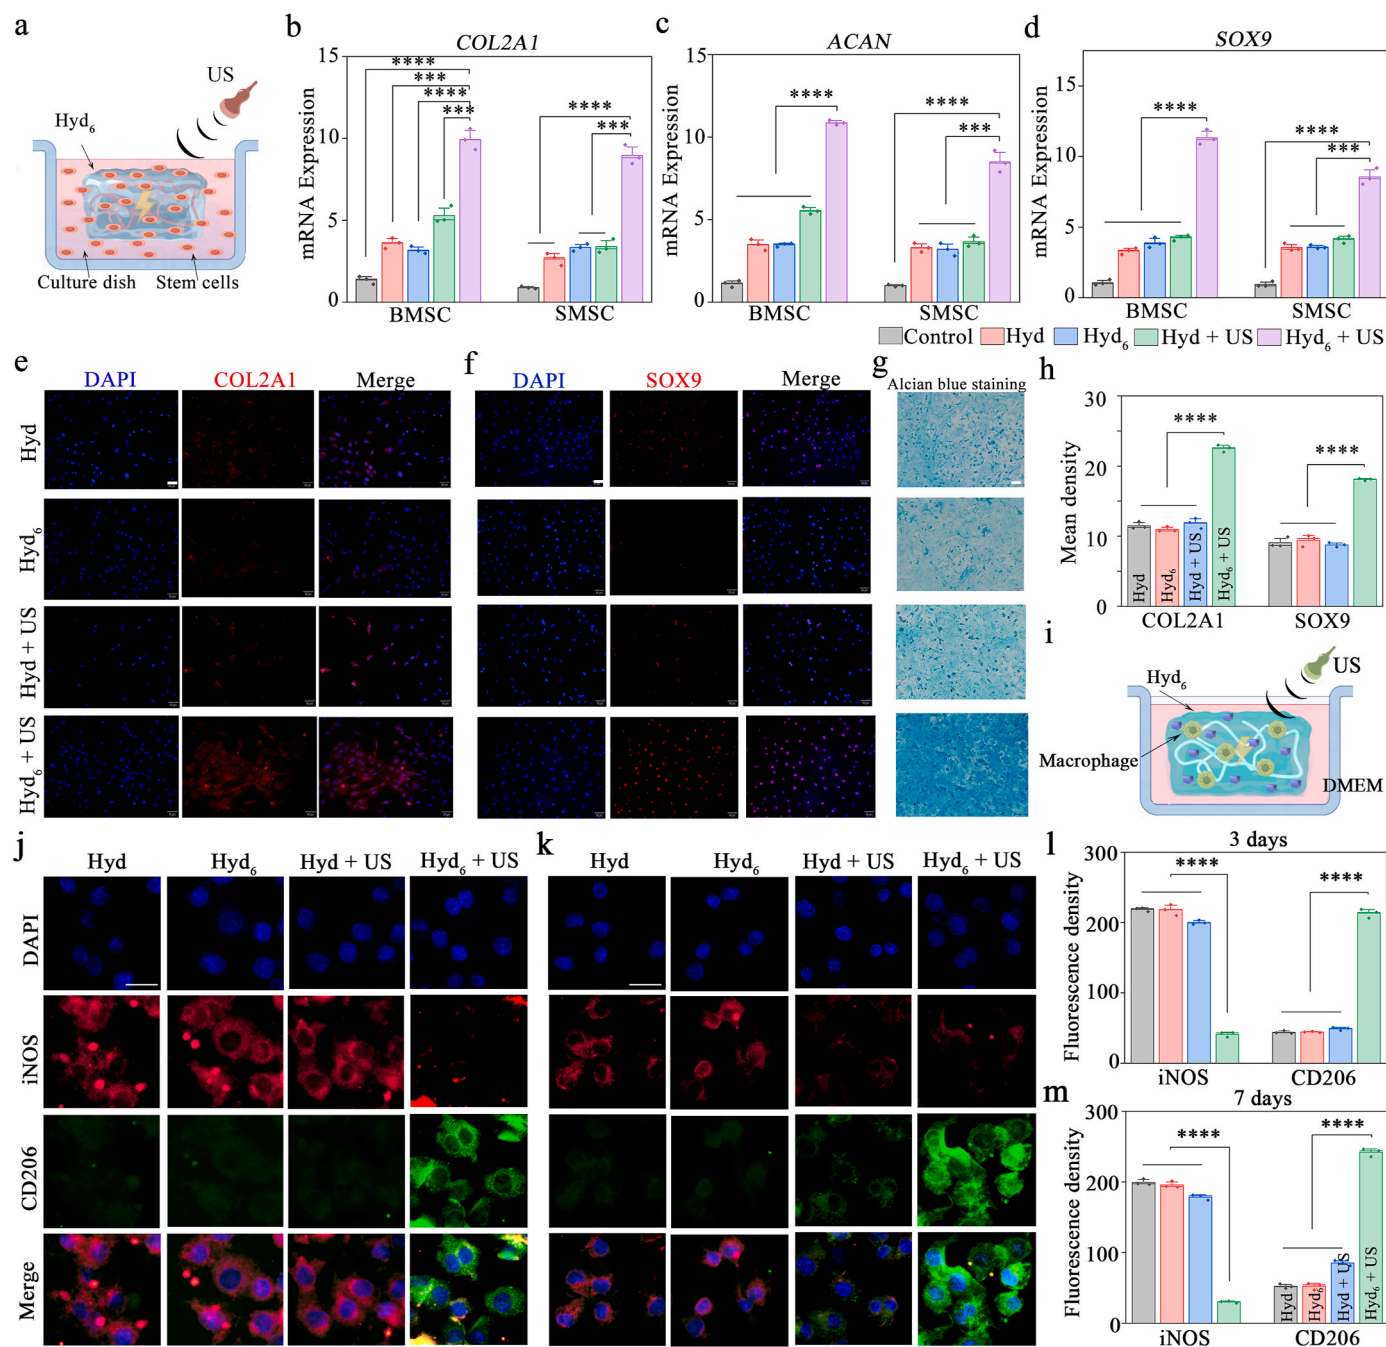 a
US
Hyd6
Culture dish
Stem cells
b
COL2A1
mRNA Expression
15
10
5
0
****
***
****
***
****
***
BMSC
SMSC
c
ACAN
mRNA Expression
15
10
5
0
****
****
***
BMSC
SMSC
d
SOX9
mRNA Expression
15
10
5
0
****
****
***
BMSC
SMSC
Control
Hyd
Hyd6
Hyd + US
Hyd6 + US
e
DAPI
COL2A1
Merge
Hyd
Hyd6
Hyd + US
Hyd6 + US
f
DAPI
SOX9
Merge
g
Alcian blue staining
h
Mean density
30
20
10
0
****
****
Hyd
Hyd6
Hyd + US
Hyd6 + US
COL2A1
SOX9
i
US
Hyd6
Macrophage
DMEM
j
Hyd
Hyd6
Hyd + US
Hyd6 + US
DAPI
iNOS
CD206
Merge
k
Hyd
Hyd6
Hyd + US
Hyd6 + US
l
3 days
Fluorescence density
300
200
100
0
****
****
iNOS
CD206
m
7 days
Fluorescence density
300
200
100
0
****
****
Hyd
Hyd6
Hyd + US
Hyd6 + US
iNOS
CD206